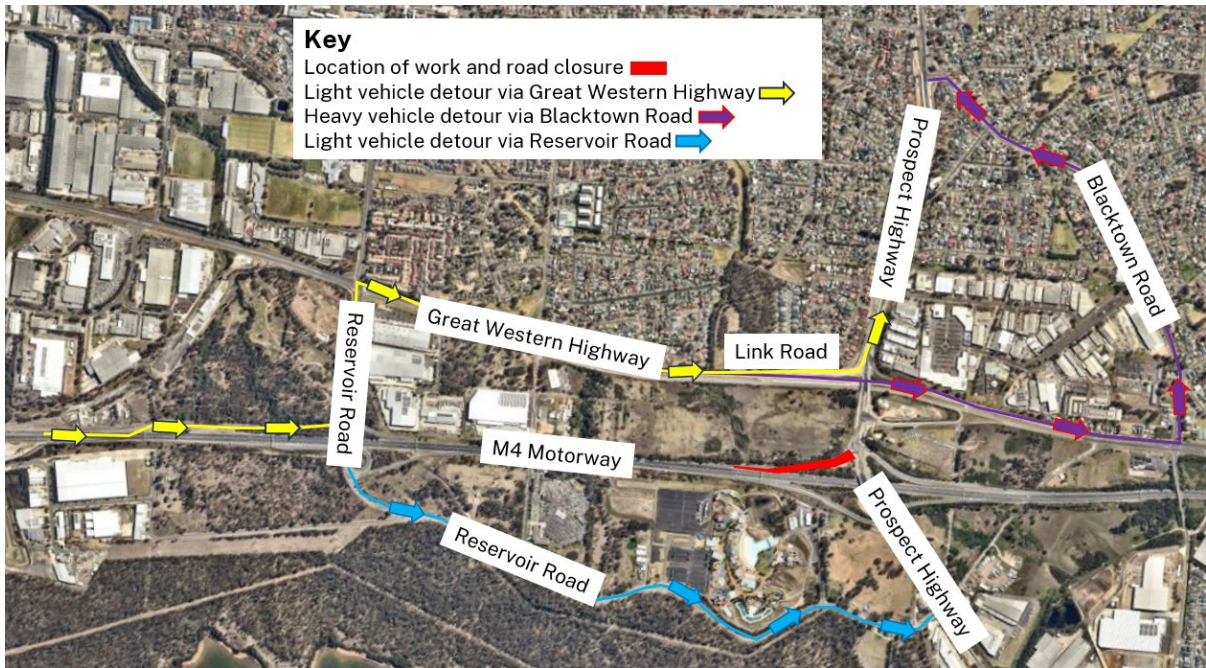 Key
Location of work and road closure
Light vehicle detour via Great Western Highway
Heavy vehicle detour via Blacktown Road
Light vehicle detour via Reservoir Road
Prospect Highway
Blacktown Road
Great Western Highway
Link Road
Reservoir Road
M4 Motorway
Reservoir Road
Prospect Highway